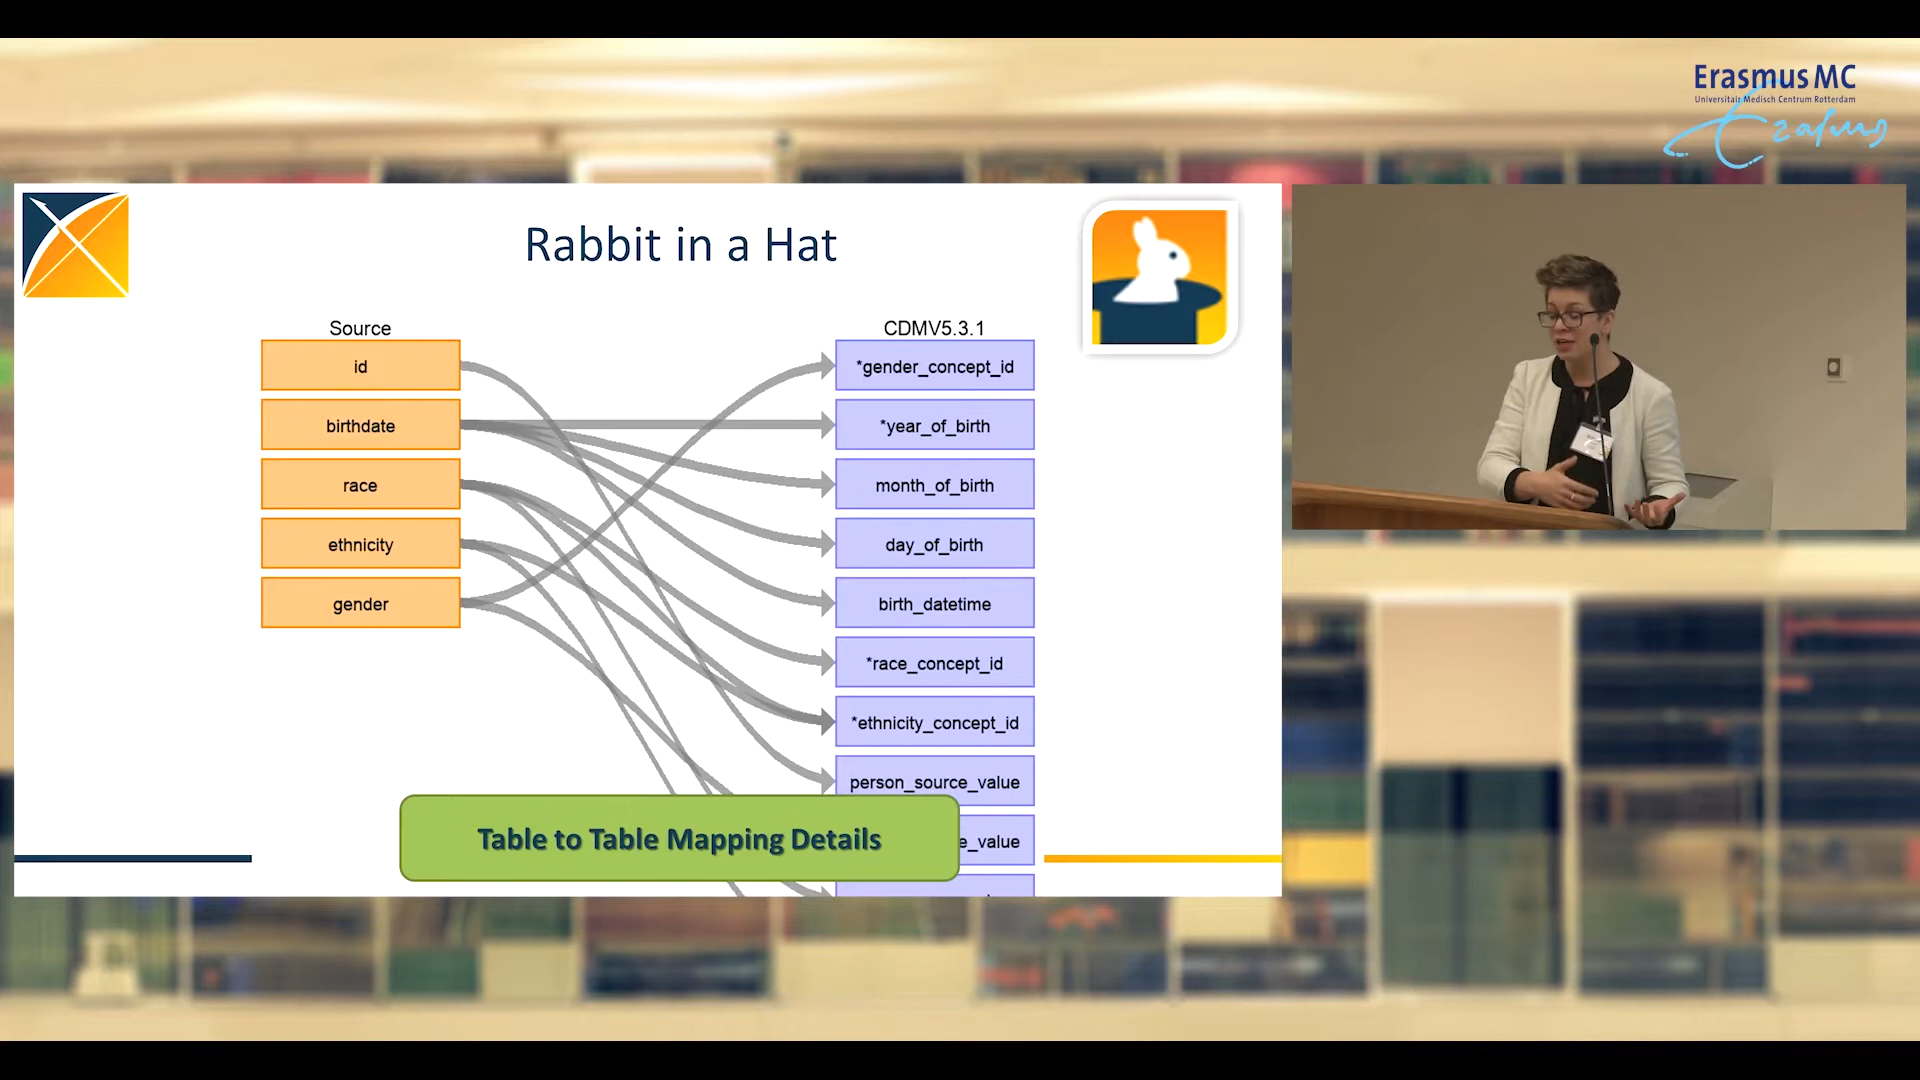 Erasmus MC
Universitair Medisch Centrum Rotterdam
Erasmus
Rabbit in a Hat
Source
CDMV5.3.1
id
*gender_concept_id
birthdate
*year_of_birth
race
month_of_birth
ethnicity
day_of_birth
gender
birth_datetime
*race_concept_id
*ethnicity_concept_id
person_source_value
Table to Table Mapping Details
e_value